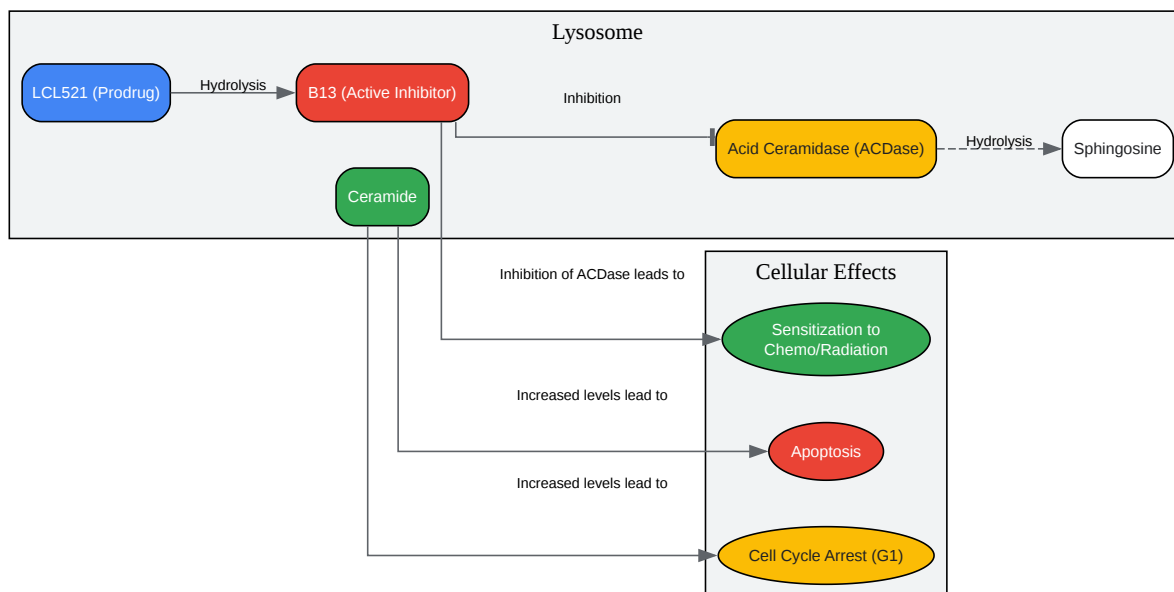 Lysosome
LCL521 (Prodrug)
Hydrolysis
B13 (Active Inhibitor)
Inhibition
Acid Ceramidase (ACDase)
Hydrolysis
Sphingosine
Ceramide
Cellular Effects
Inhibition of ACDase leads to
Sensitization to
Chemo/Radiation
Increased levels lead to
Apoptosis
Increased levels lead to
Cell Cycle Arrest (G1)